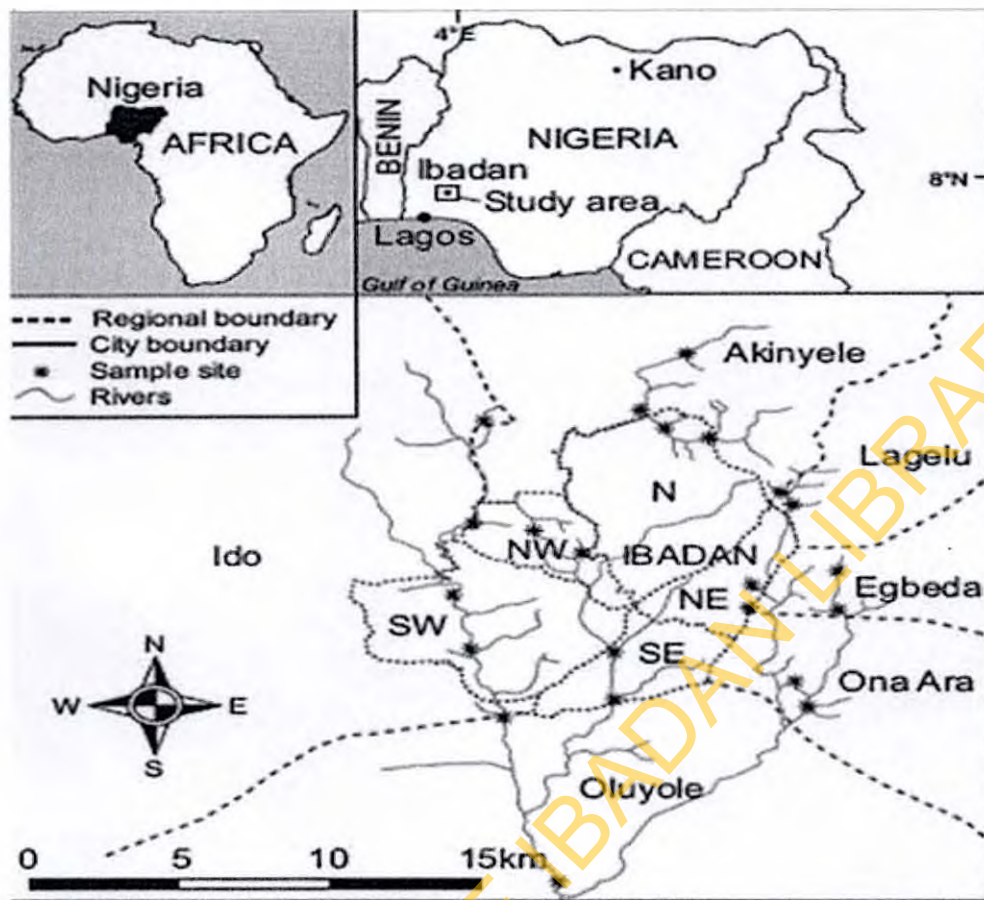 Nigeria
AFRICA
4°E
Kano
BENIN
NIGERIA
Ibadan
8°N
Study area
Lagos
CAMEROON
Gulf of Guinea
Regional boundary
City boundary
Sample site
Rivers
Akinyele
Lagelu
N
Ido
NW
IBADAN
NE
Egbeda
SW
SE
Ona Ara
N
W
E
S
Oluyole
0
5
10
15km
IBADAN LIBRAR